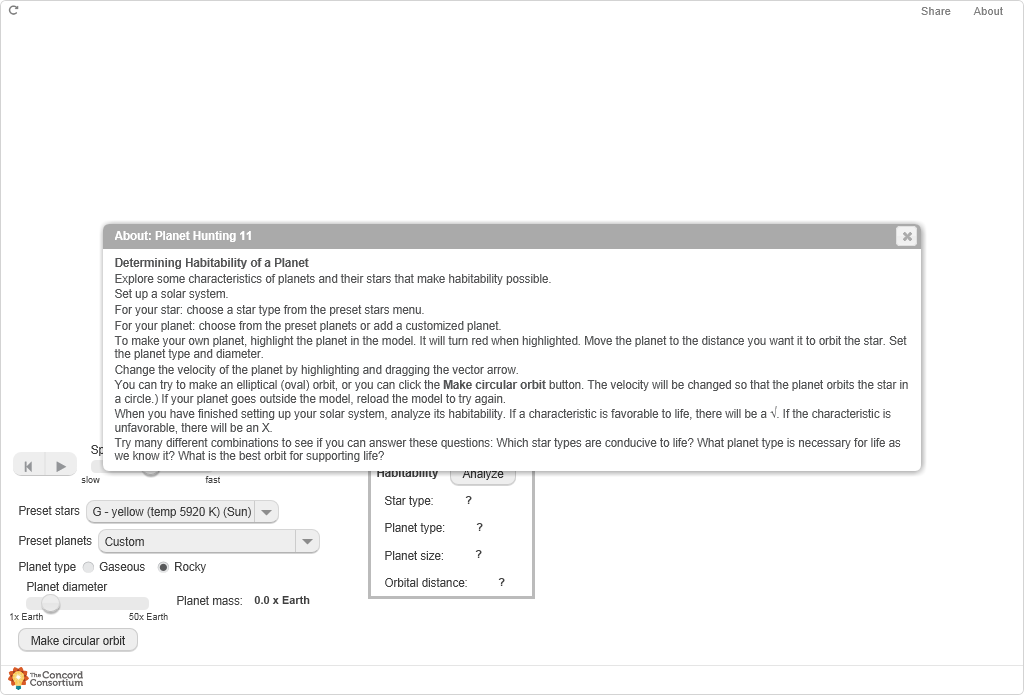 Share About
About: Planet Hunting 11
Determining Habitability of a Planet
Explore some characteristics of planets and their stars that make habitability possible.
Set up a solar system.
For your star: choose a star type from the preset stars menu.
For your planet: choose from the preset planets or add a customized planet.
To make your own planet, highlight the planet in the model. It will turn red when highlighted. Move the planet to the distance you want it to orbit the star. Set
the planet type and diameter.
Change the velocity of the planet by highlighting and dragging the vector arrow.
You can try to make an elliptical (oval) orbit, or you can click the Make circular orbit button. The velocity will be changed so that the planet orbits the star in
a circle.) If your planet goes outside the model, reload the model to try again.
When you have finished setting up your solar system, analyze its habitability. If a characteristic is favorable to life, there will be a √. If the characteristic is
unfavorable, there will be an X.
Try many different combinations to see if you can answer these questions: Which star types are conducive to life? What planet type is necessary for life as
we know it? What is the best orbit for supporting life?
Sp
slow fast
Habitability Analyze
Star type: ?
Planet type: ?
Planet size: ?
Orbital distance: ?
Preset stars G - yellow (temp 5920 K) (Sun)
Preset planets Custom
Planet type Gaseous Rocky
Planet diameter
1x Earth 50x Earth
Planet mass: 0.0 x Earth
Make circular orbit
The Concord
Consortium